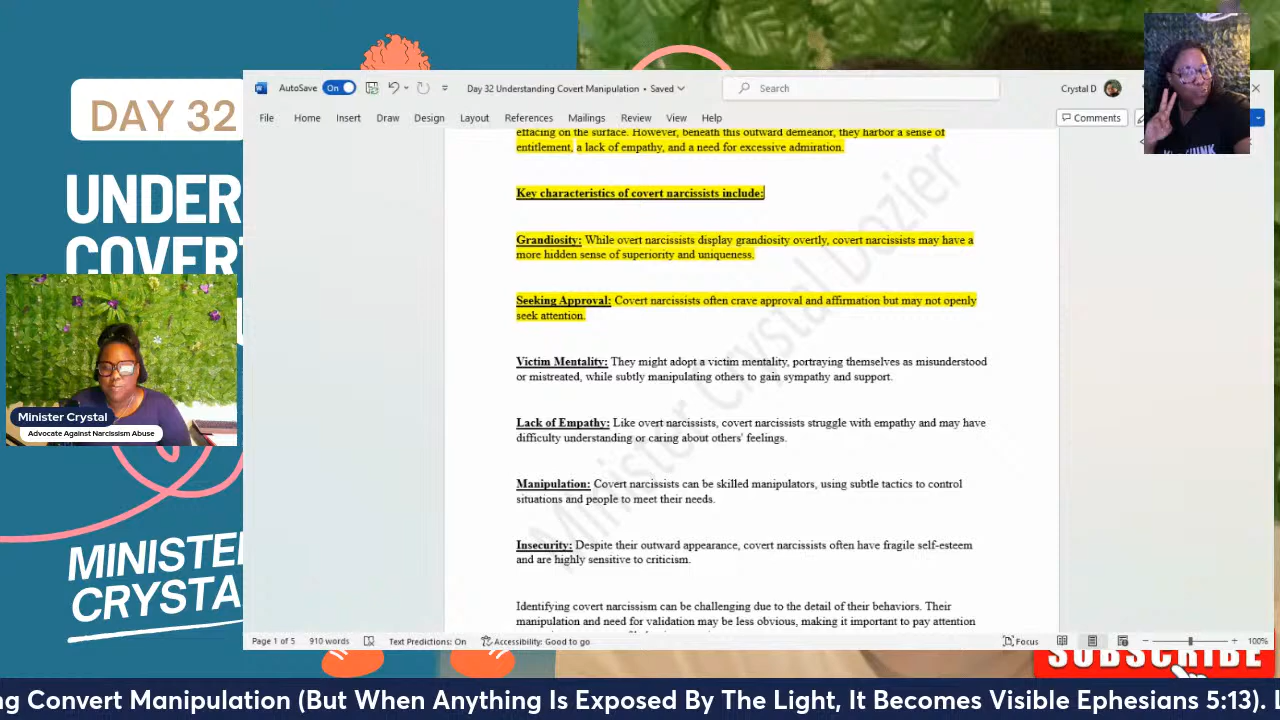 DAY 32
UNDER
COVERT
MINISTE
CRYSTA
Minister Crystal
Advocate Against Narcissism Abuse
AutoSave On
Day 32 Understanding Covert Manipulation • Saved
Search
Crystal D
File Home Insert Draw Design Layout References Mailings Review View Help
Comments
effacing on the surface. However, beneath this outward demeanor, they harbor a sense of
entitlement, a lack of empathy, and a need for excessive admiration.
Key characteristics of covert narcissists include:
Grandiosity: While overt narcissists display grandiosity overtly, covert narcissists may have a
more hidden sense of superiority and uniqueness.
Seeking Approval: Covert narcissists often crave approval and affirmation but may not openly
seek attention.
Victim Mentality: They might adopt a victim mentality, portraying themselves as misunderstood
or mistreated, while subtly manipulating others to gain sympathy and support.
Lack of Empathy: Like overt narcissists, covert narcissists struggle with empathy and may have
difficulty understanding or caring about others' feelings.
Manipulation: Covert narcissists can be skilled manipulators, using subtle tactics to control
situations and people to meet their needs.
Insecurity: Despite their outward appearance, covert narcissists often have fragile self-esteem
and are highly sensitive to criticism.
Identifying covert narcissism can be challenging due to the detail of their behaviors. Their
manipulation and need for validation may be less obvious, making it important to pay attention
Minister Crystal Dozier
Page 1 of 5 910 words Text Predictions: On Accessibility: Good to go Focus 100%
SUBSCRIBE
ng Convert Manipulation (But When Anything Is Exposed By The Light, It Becomes Visible Ephesians 5:13).